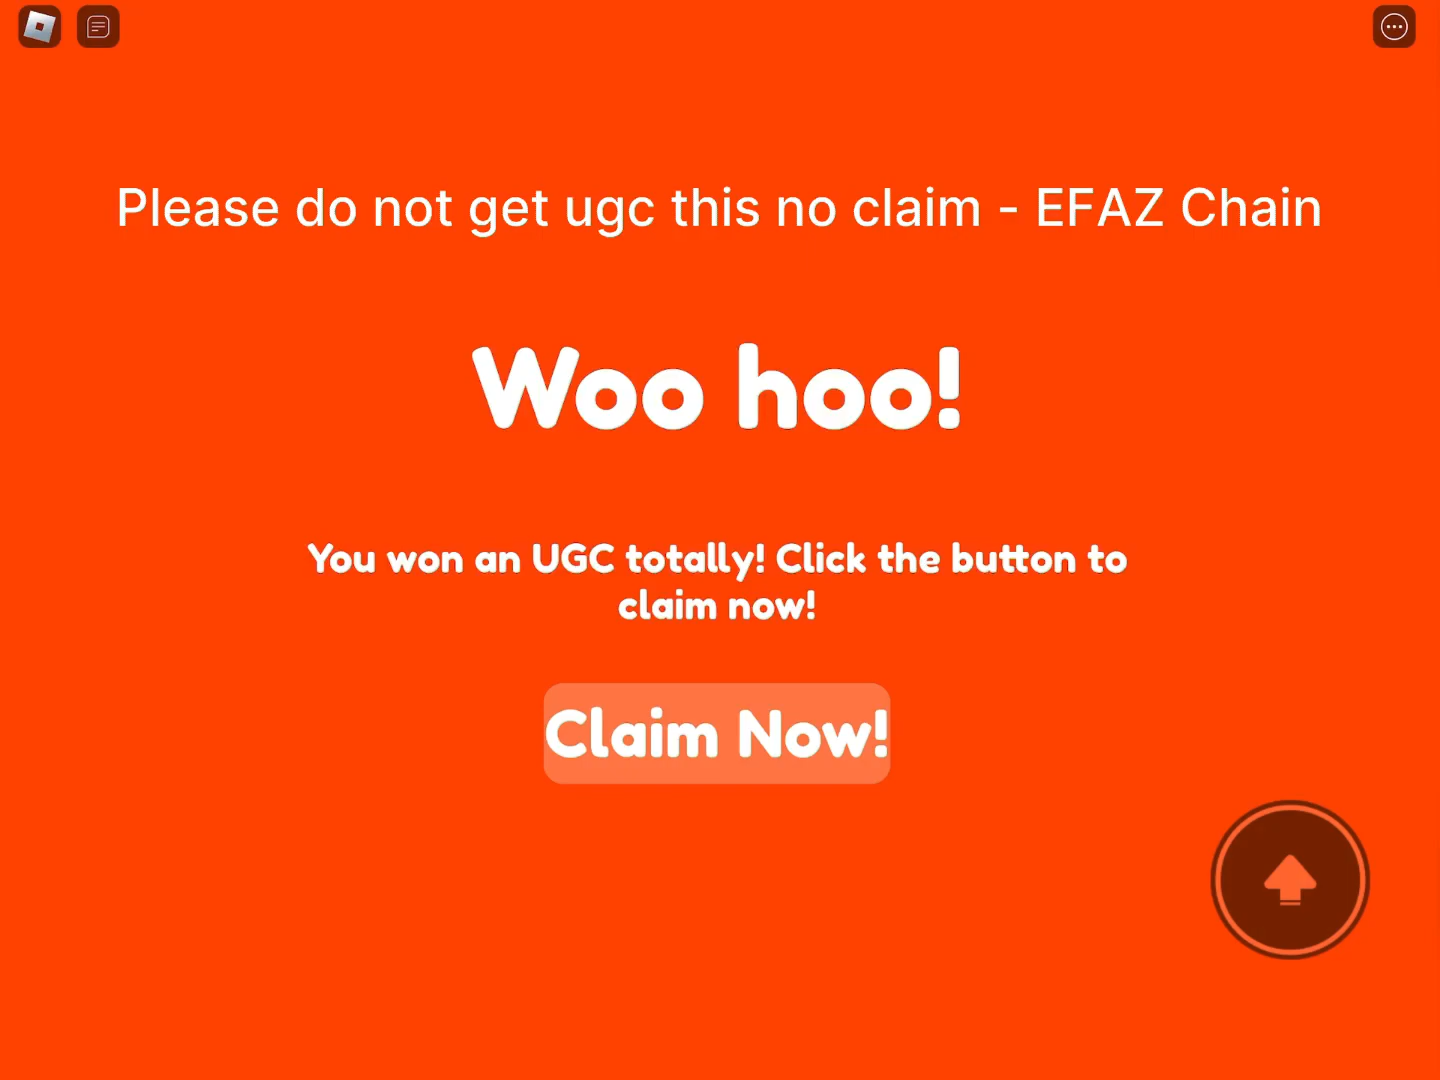 Please do not get ugc this no claim - EFAZ Chain
Woo hoo!
You won an UGC totally! Click the button to
claim now!
Claim Now!